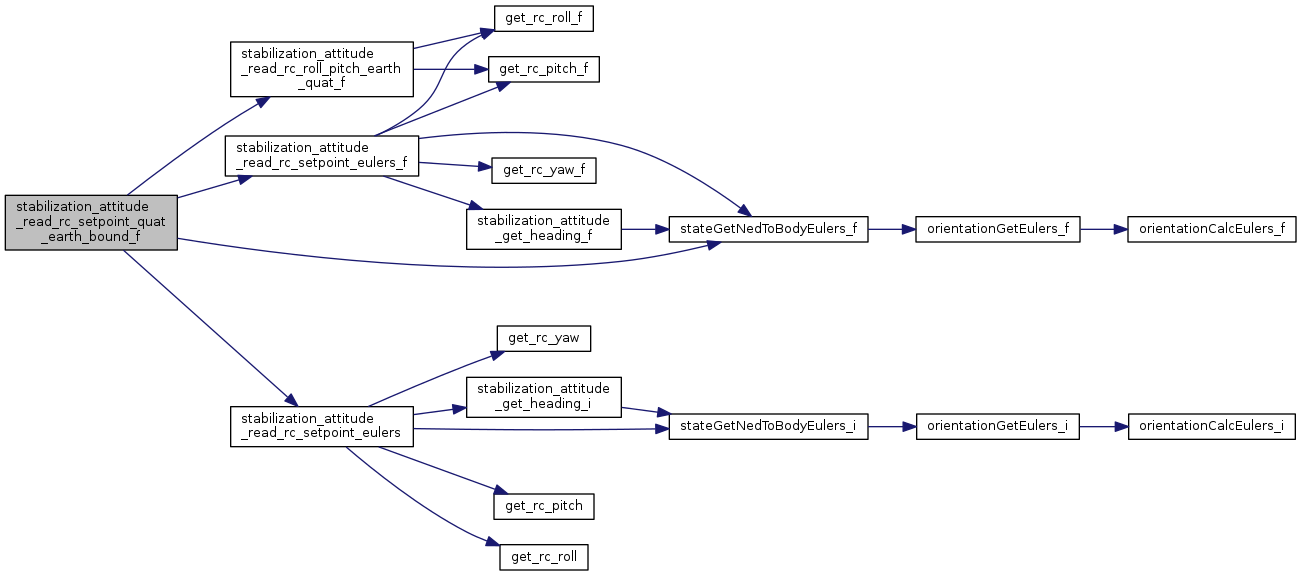 get_rc_roll_f
stabilization_attitude
_read_rc_roll_pitch_earth
_quat_f
get_rc_pitch_f
stabilization_attitude
_read_rc_setpoint_eulers_f
get_rc_yaw_f
stabilization_attitude
_read_rc_setpoint_quat
_earth_bound_f
stabilization_attitude
_get_heading_f
stateGetNedToBodyEulers_f
orientationGetEulers_f
orientationCalcEulers_f
get_rc_yaw
stabilization_attitude
_get_heading_i
stabilization_attitude
_read_rc_setpoint_eulers
stateGetNedToBodyEulers_i
orientationGetEulers_i
orientationCalcEulers_i
get_rc_pitch
get_rc_roll